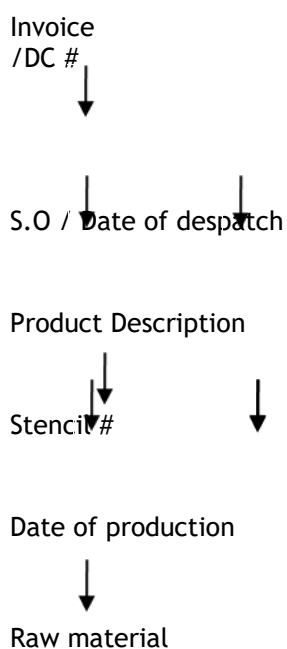 Invoice
/DC #
S.O / Date of despatch
Product Description
Stencil #
Date of production
Raw material